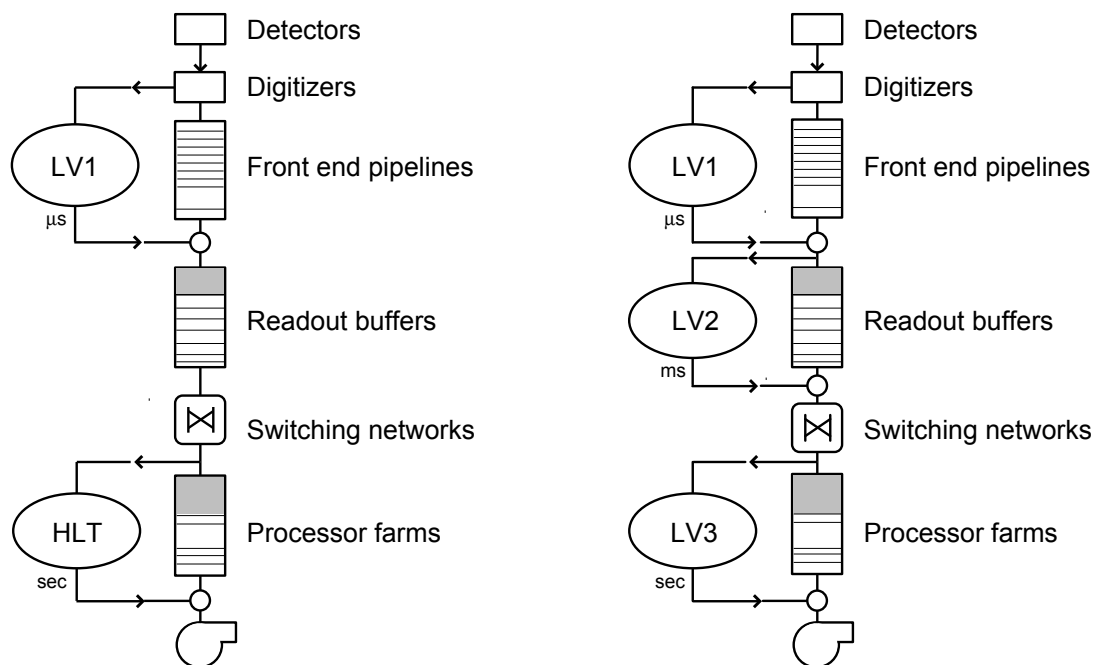 Detectors
Digitizers
LV1
Front end pipelines
μs
Readout buffers
Switching networks
HLT
Processor farms
sec
Detectors
Digitizers
LV1
Front end pipelines
μs
LV2
Readout buffers
ms
Switching networks
LV3
Processor farms
sec